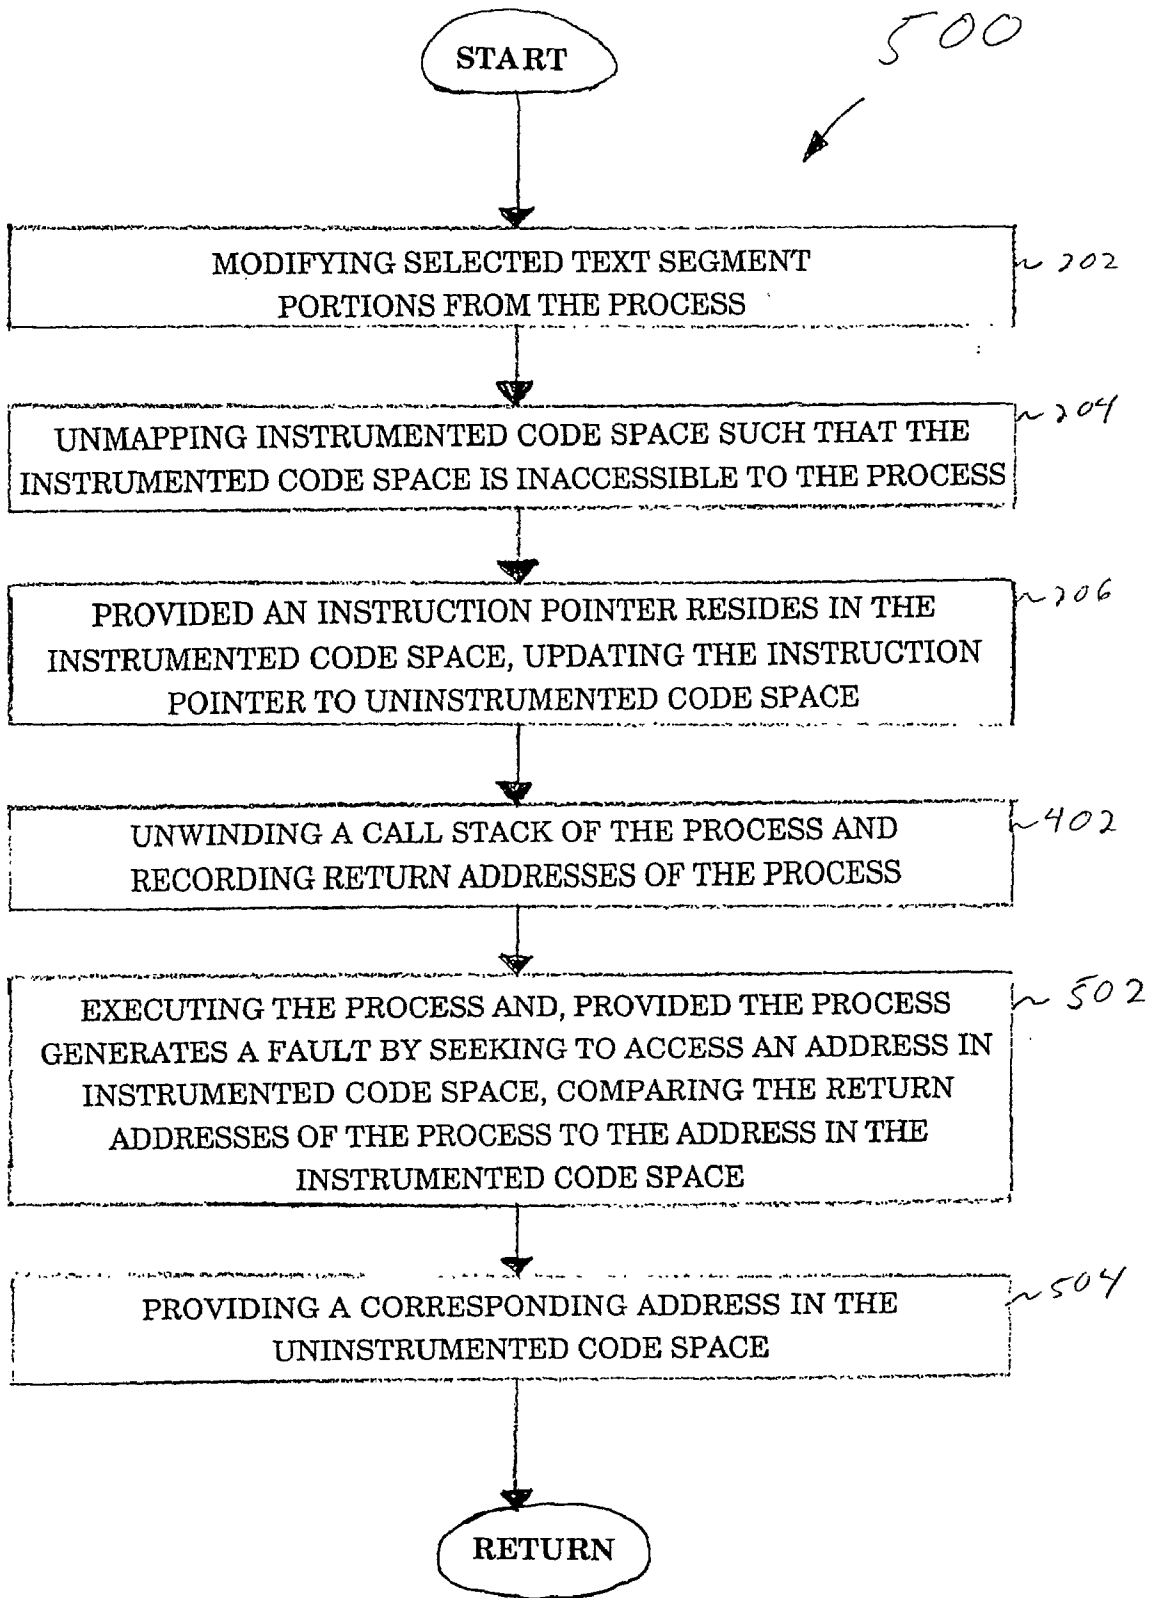 500
START
MODIFYING SELECTED TEXT SEGMENT
PORTIONS FROM THE PROCESS
202
UNMAPPING INSTRUMENTED CODE SPACE SUCH THAT THE
INSTRUMENTED CODE SPACE IS INACCESSIBLE TO THE PROCESS
204
PROVIDED AN INSTRUCTION POINTER RESIDES IN THE
INSTRUMENTED CODE SPACE, UPDATING THE INSTRUCTION
POINTER TO UNINSTRUMENTED CODE SPACE
206
UNWINDING A CALL STACK OF THE PROCESS AND
RECORDING RETURN ADDRESSES OF THE PROCESS
402
EXECUTING THE PROCESS AND, PROVIDED THE PROCESS
GENERATES A FAULT BY SEEKING TO ACCESS AN ADDRESS IN
INSTRUMENTED CODE SPACE, COMPARING THE RETURN
ADDRESSES OF THE PROCESS TO THE ADDRESS IN THE
INSTRUMENTED CODE SPACE
502
PROVIDING A CORRESPONDING ADDRESS IN THE
UNINSTRUMENTED CODE SPACE
504
RETURN